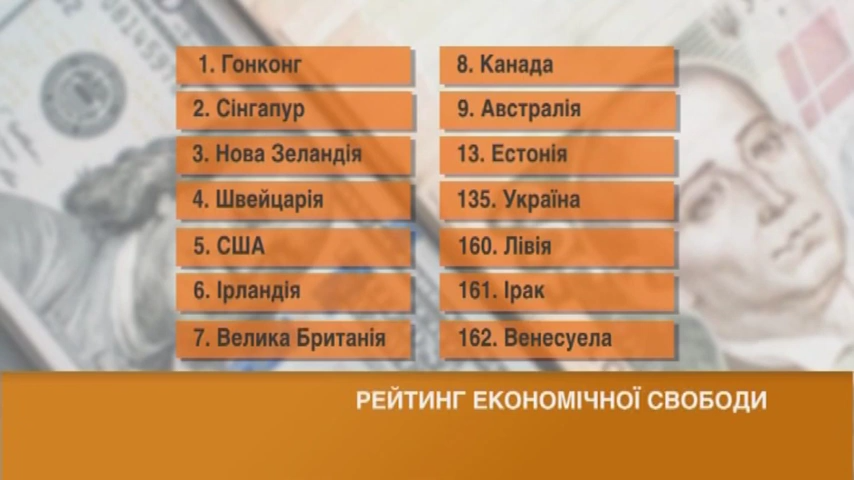 1. Гонконг
2. Сінгапур
3. Нова Зеландія
4. Швейцарія
5. США
6. Ірландія
7. Велика Британія
8. Канада
9. Австралія
13. Естонія
135. Україна
160. Лівія
161. Ірак
162. Венесуела
РЕЙТИНГ ЕКОНОМІЧНОЇ СВОБОДИ